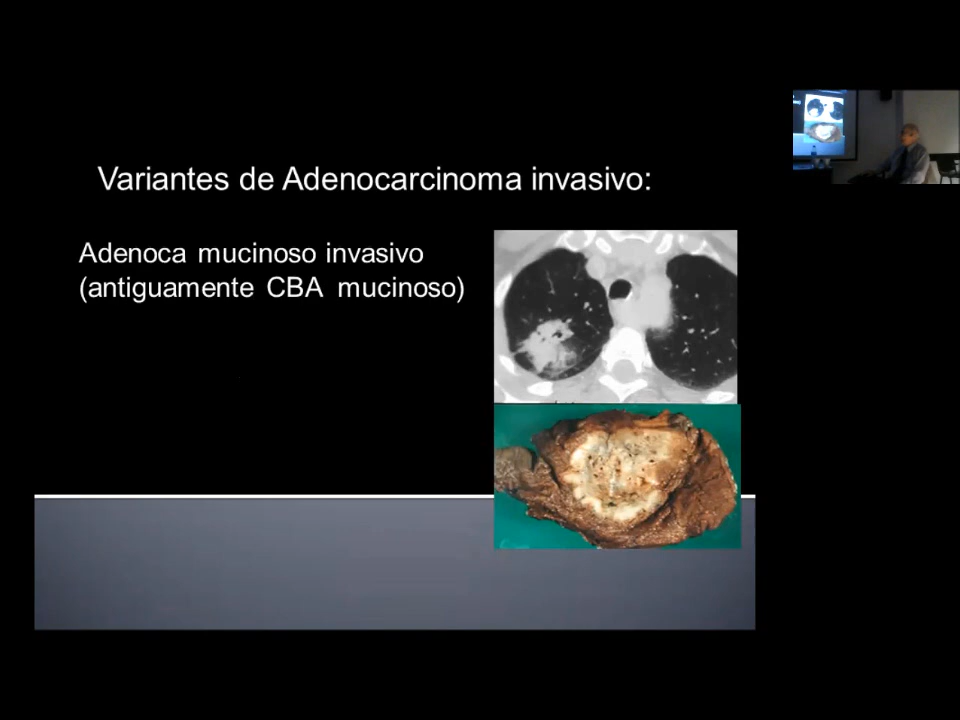 Variantes de Adenocarcinoma invasivo:
Adenoca mucinoso invasivo
(antiguamente CBA mucinoso)